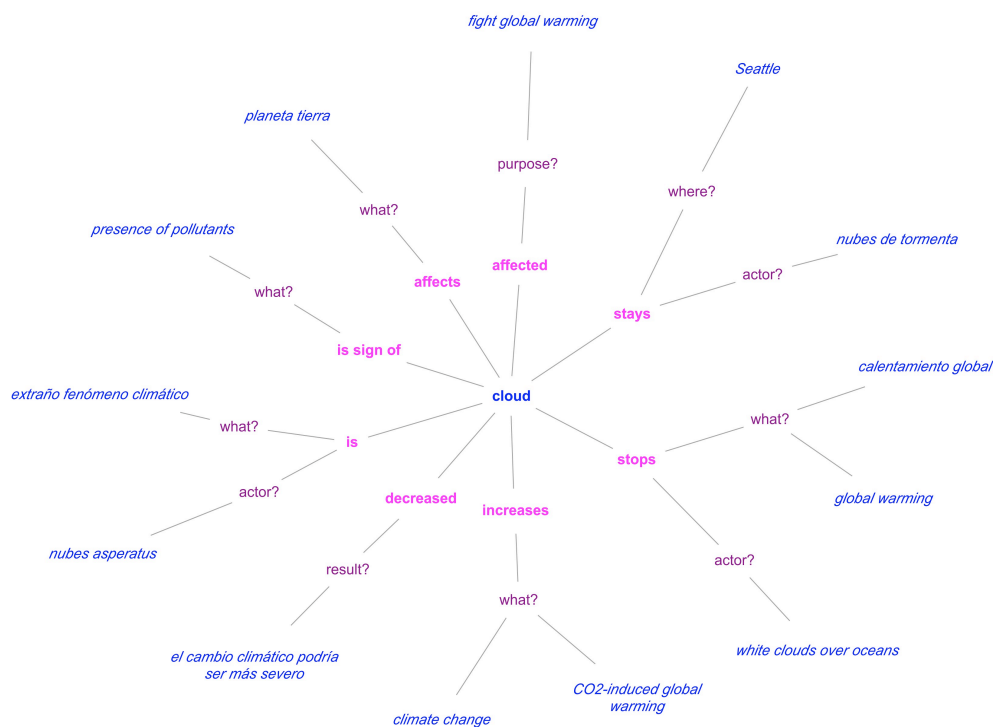 fight global warming
Seattle
planeta tierra
purpose?
where?
what?
presence of pollutants
nubes de tormenta
affected
actor?
affects
what?
stays
is sign of
calentamiento global
extraño fenómeno climático
cloud
what?
what?
is
stops
actor?
decreased
global warming
increases
nubes asperatus
actor?
result?
what?
white clouds over oceans
el cambio climático podría
ser más severo
CO2-induced global
warming
climate change